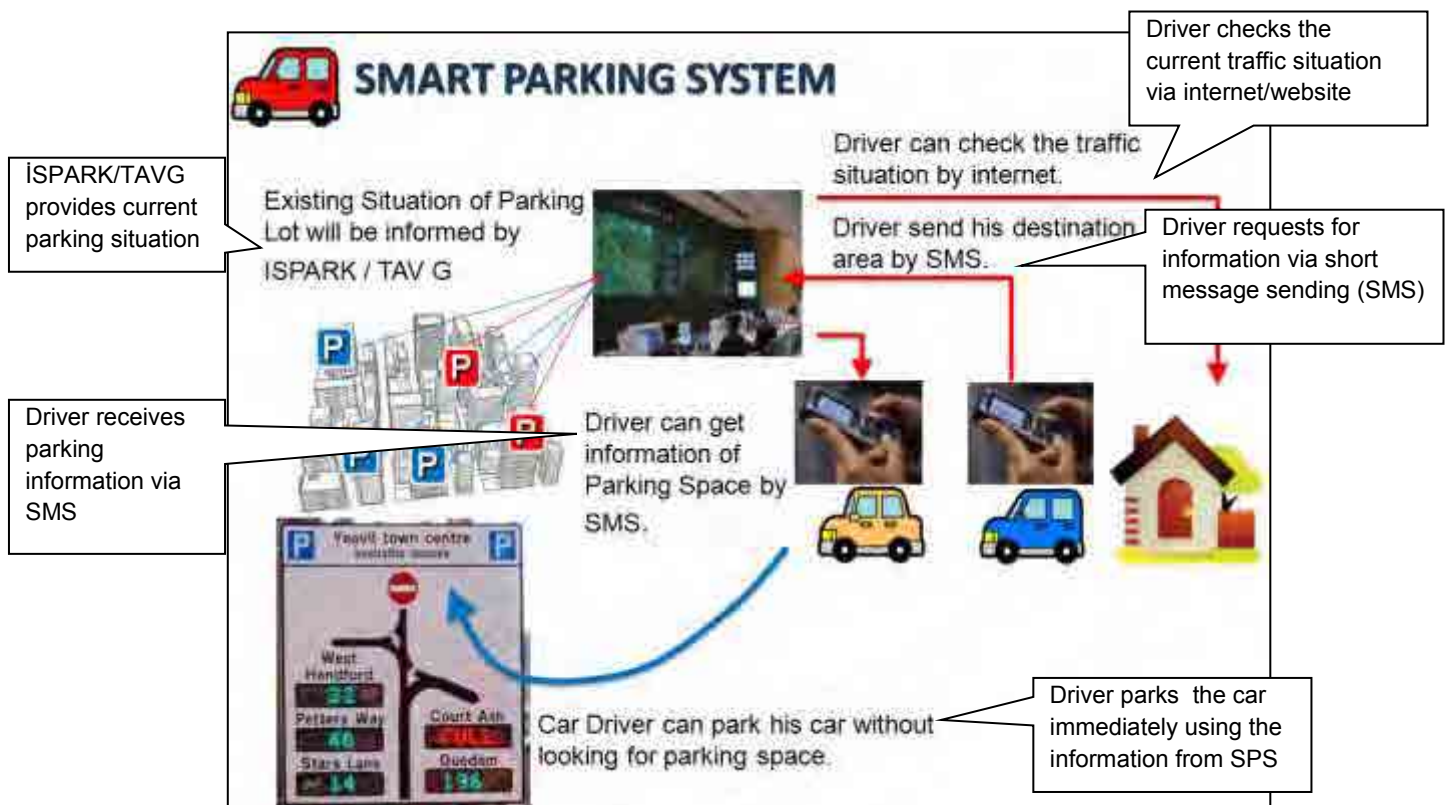 SMART PARKING SYSTEM
Driver checks the
current traffic situation
via internet/website
Driver can check the traffic
situation by internet.
İSPARK/TAVG
provides current
parking situation
Existing Situation of Parking
Lot will be informed by
ISPARK / TAV G
Driver send his destination
area by SMS.
Driver requests for
information via short
message sending (SMS)
P
P
P
P
P
Driver receives
parking
information via
SMS
Driver can get
information of
Parking Space by
SMS.
P
Yeovil town centre
available spaces
P
West
Hendford
Petters Way
46
Stars Lane
14
Court Ash
FULL
Quedam
196
Car Driver can park his car without
looking for parking space.
Driver parks the car
immediately using the
information from SPS